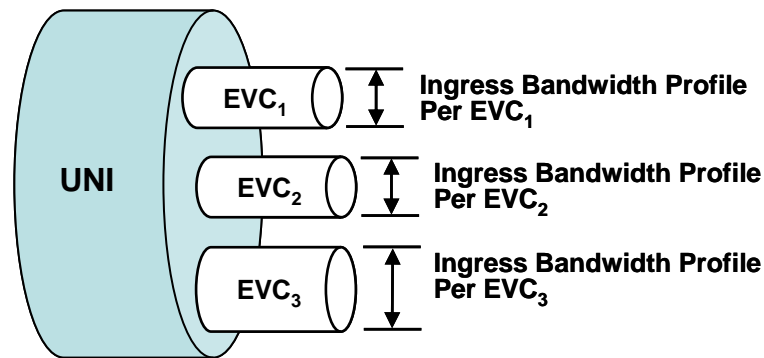 UNI
EVC₁
Ingress Bandwidth Profile
Per EVC₁
EVC₂
Ingress Bandwidth Profile
Per EVC₂
EVC₃
Ingress Bandwidth Profile
Per EVC₃